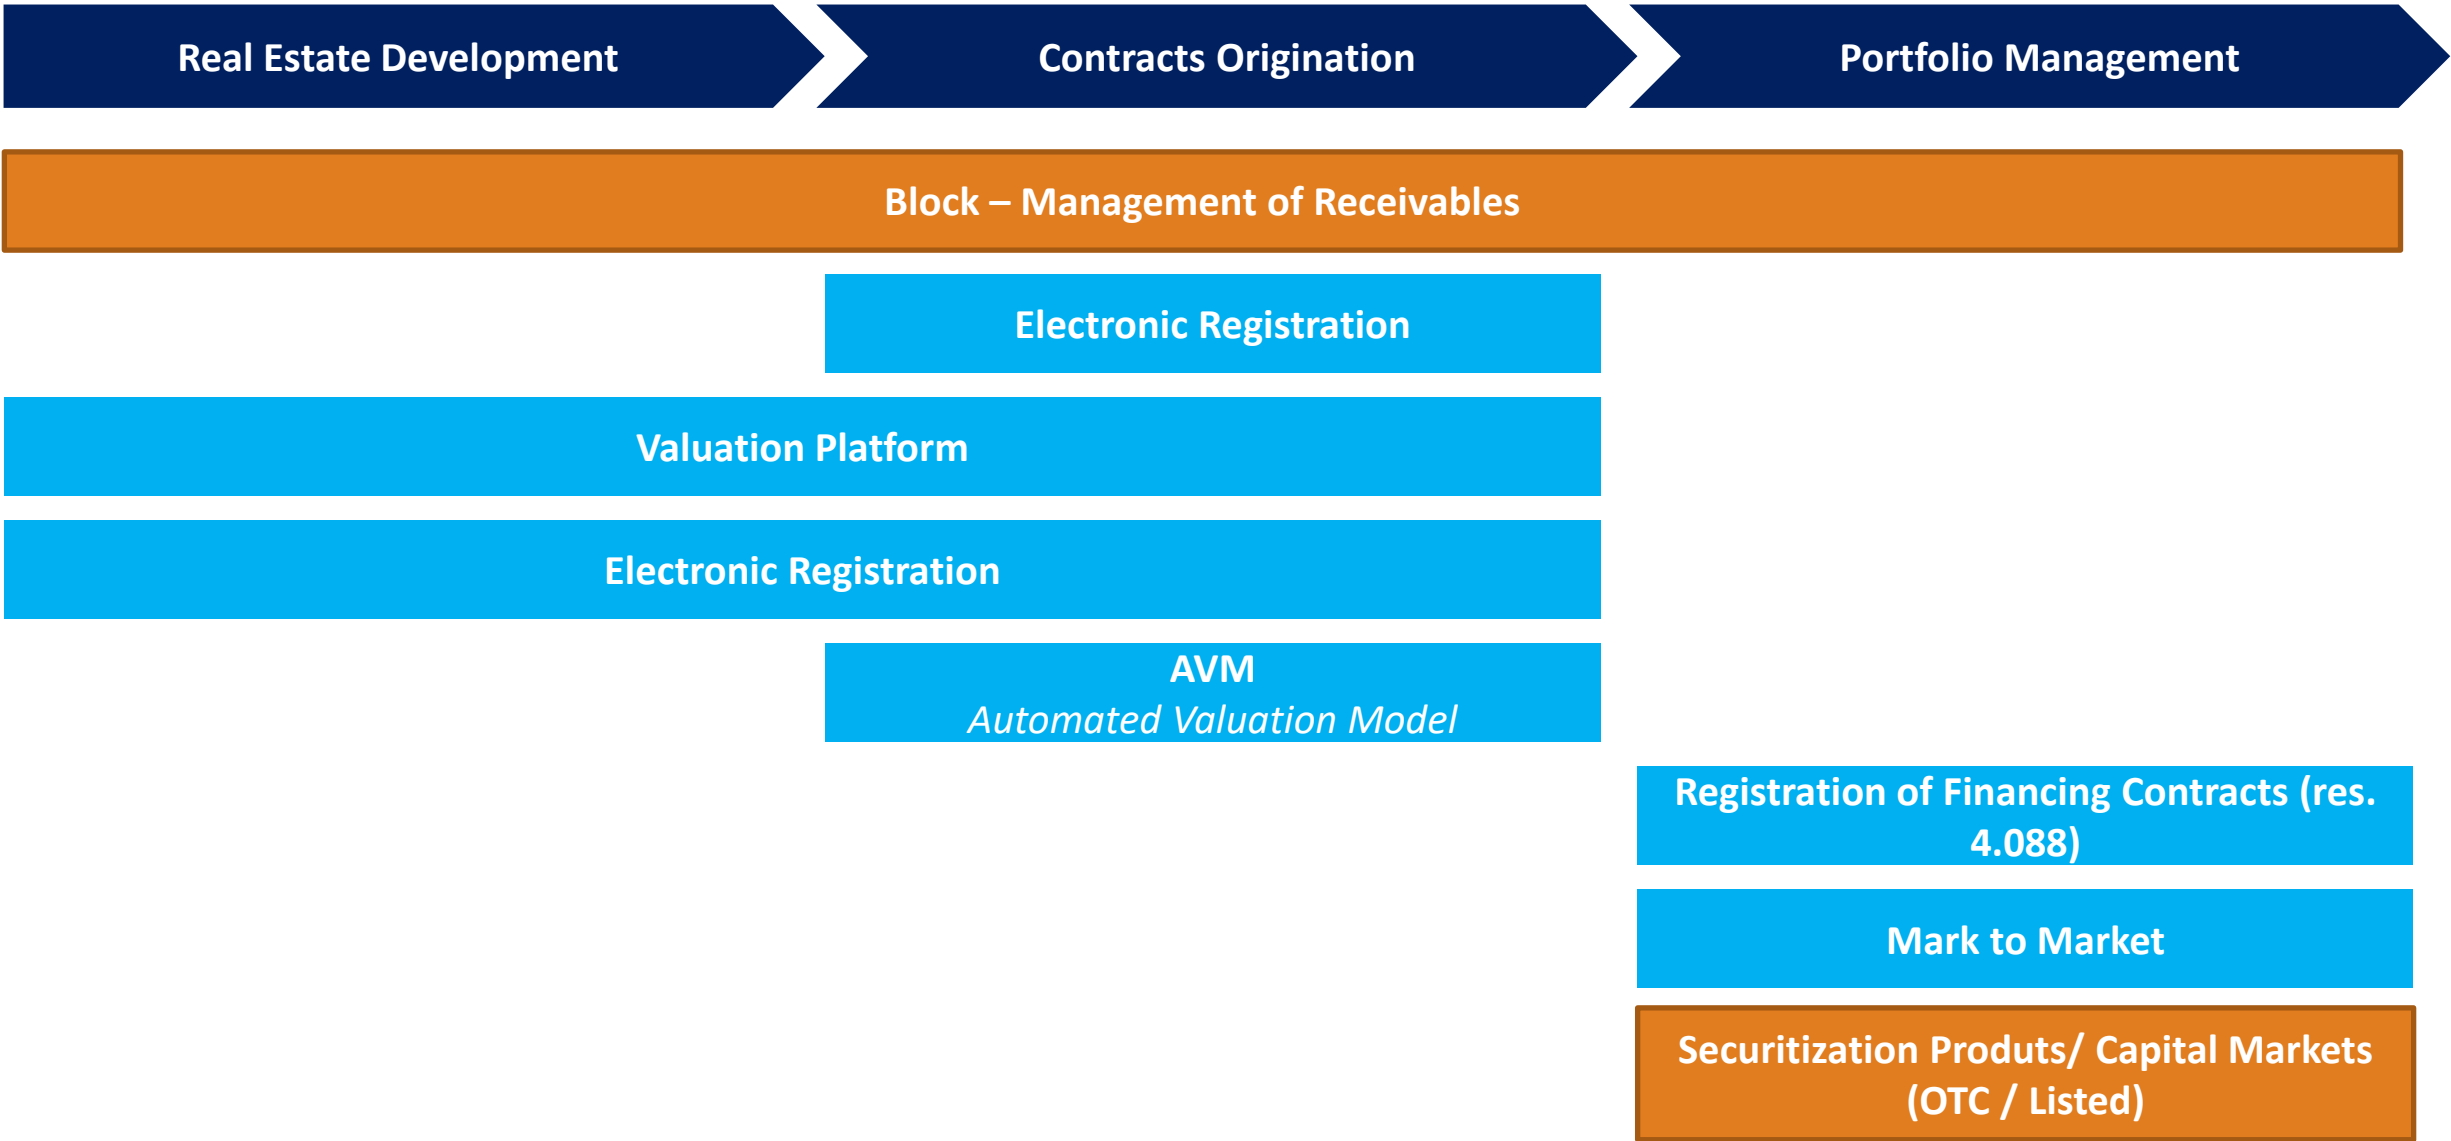 Real Estate Development
Contracts Origination
Portfolio Management
Block – Management of Receivables
Electronic Registration
Valuation Platform
Electronic Registration
AVM
Automated Valuation Model
Registration of Financing Contracts (res.
4.088)
Mark to Market
Securitization Produts/ Capital Markets
(OTC / Listed)